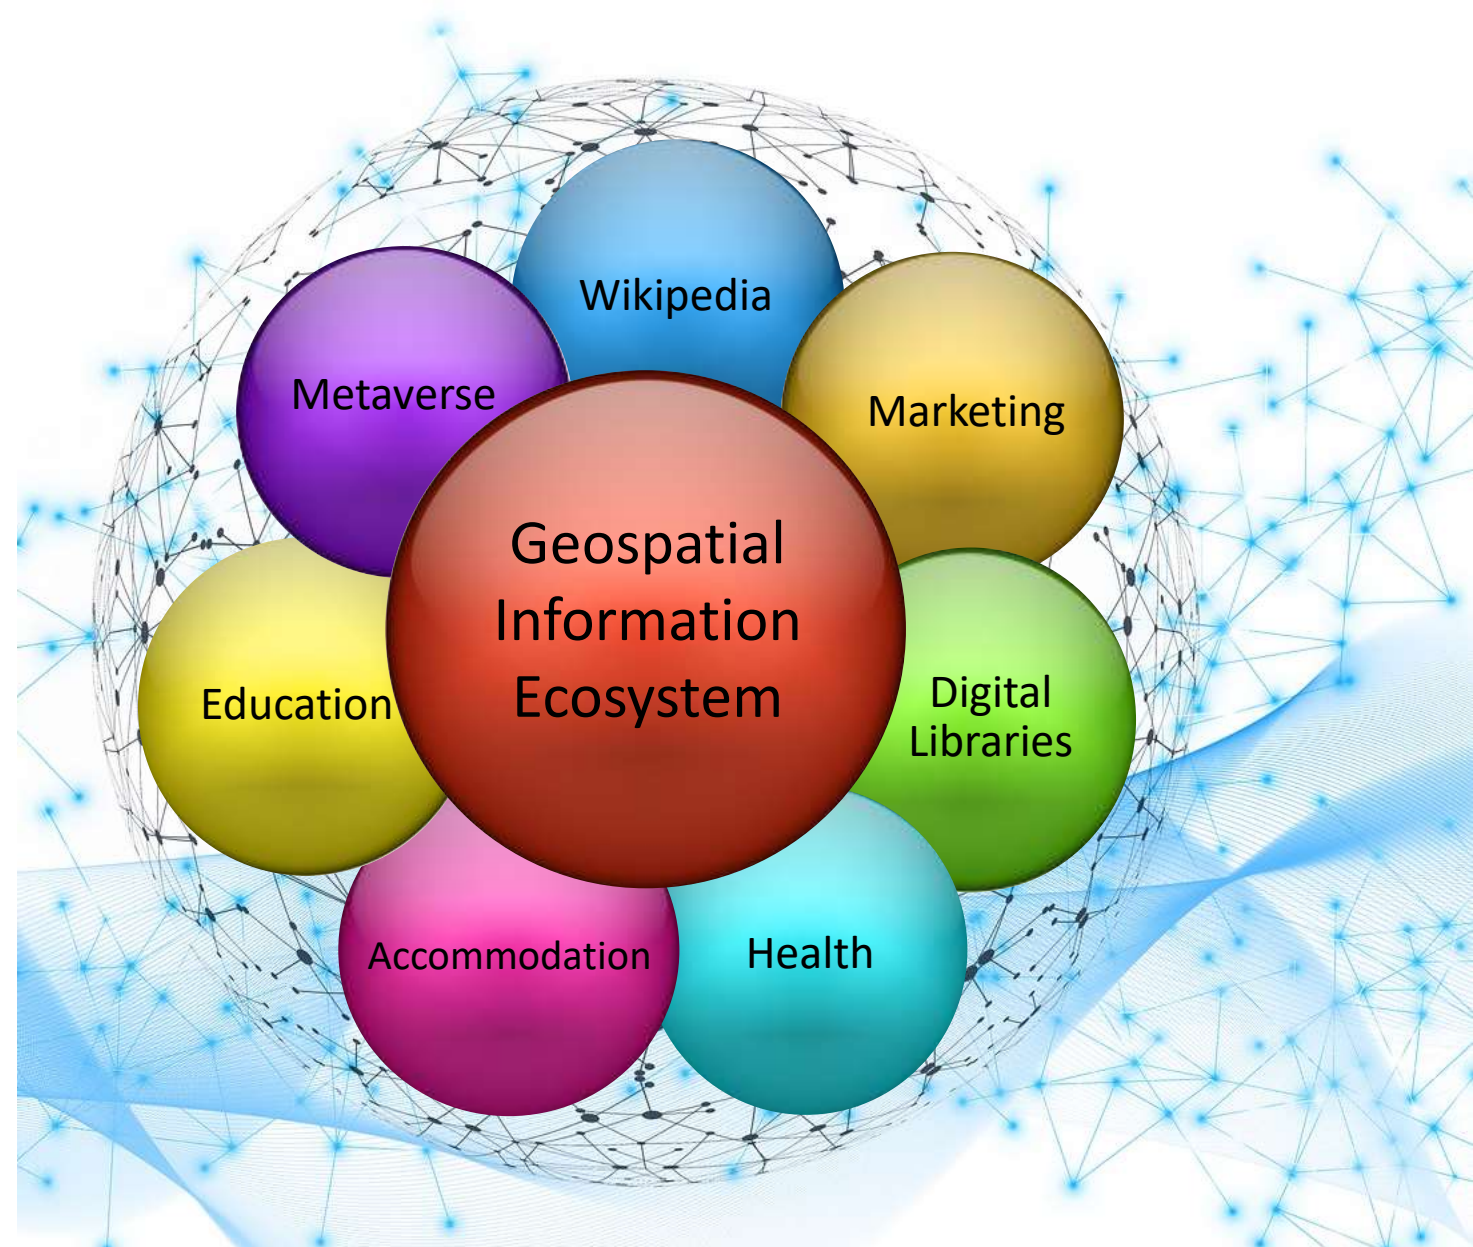 Wikipedia
Metaverse
Marketing
Geospatial
Information
Ecosystem
Education
Digital
Libraries
Accommodation
Health